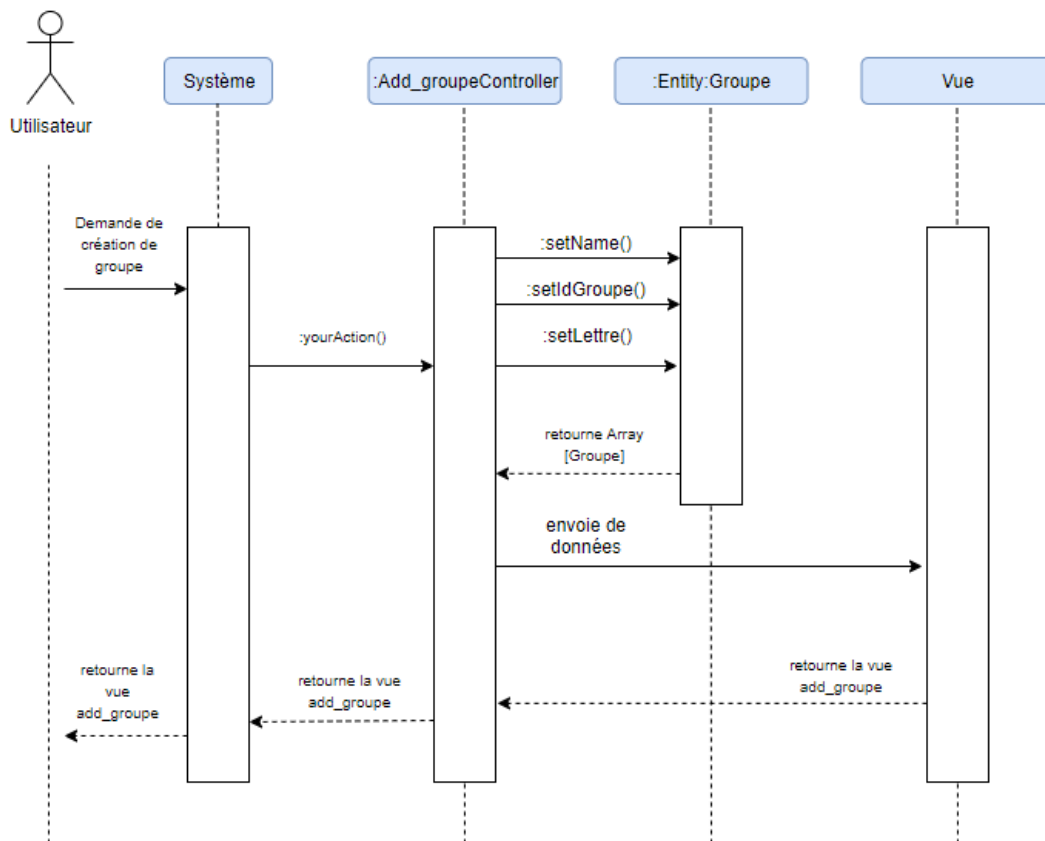 Système
:Add_groupeController
:Entity:Groupe
Vue
Utilisateur
Demande de
création de
groupe
:setName()
:setIdGroupe()
:yourAction()
:setLettre()
retourne Array
[Groupe]
envoie de
données
retourne la
vue
add_groupe
retourne la vue
add_groupe
retourne la vue
add_groupe